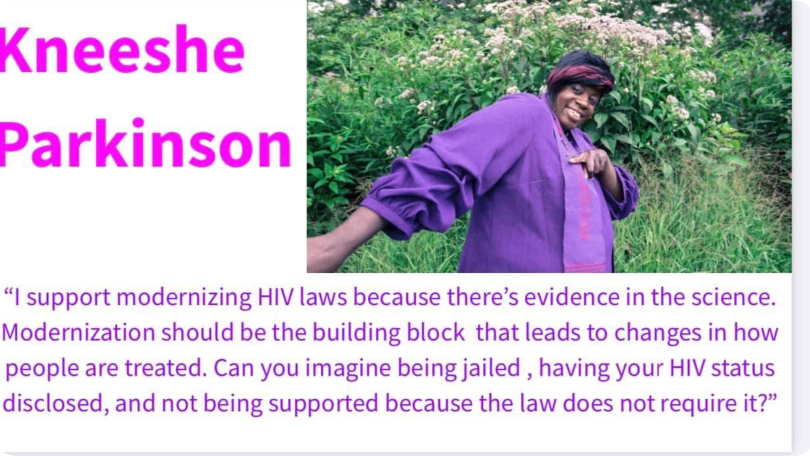 Kneeshe
Parkinson
“I support modernizing HIV laws because there’s evidence in the science.
Modernization should be the building block that leads to changes in how
people are treated. Can you imagine being jailed , having your HIV status
disclosed, and not being supported because the law does not require it?”